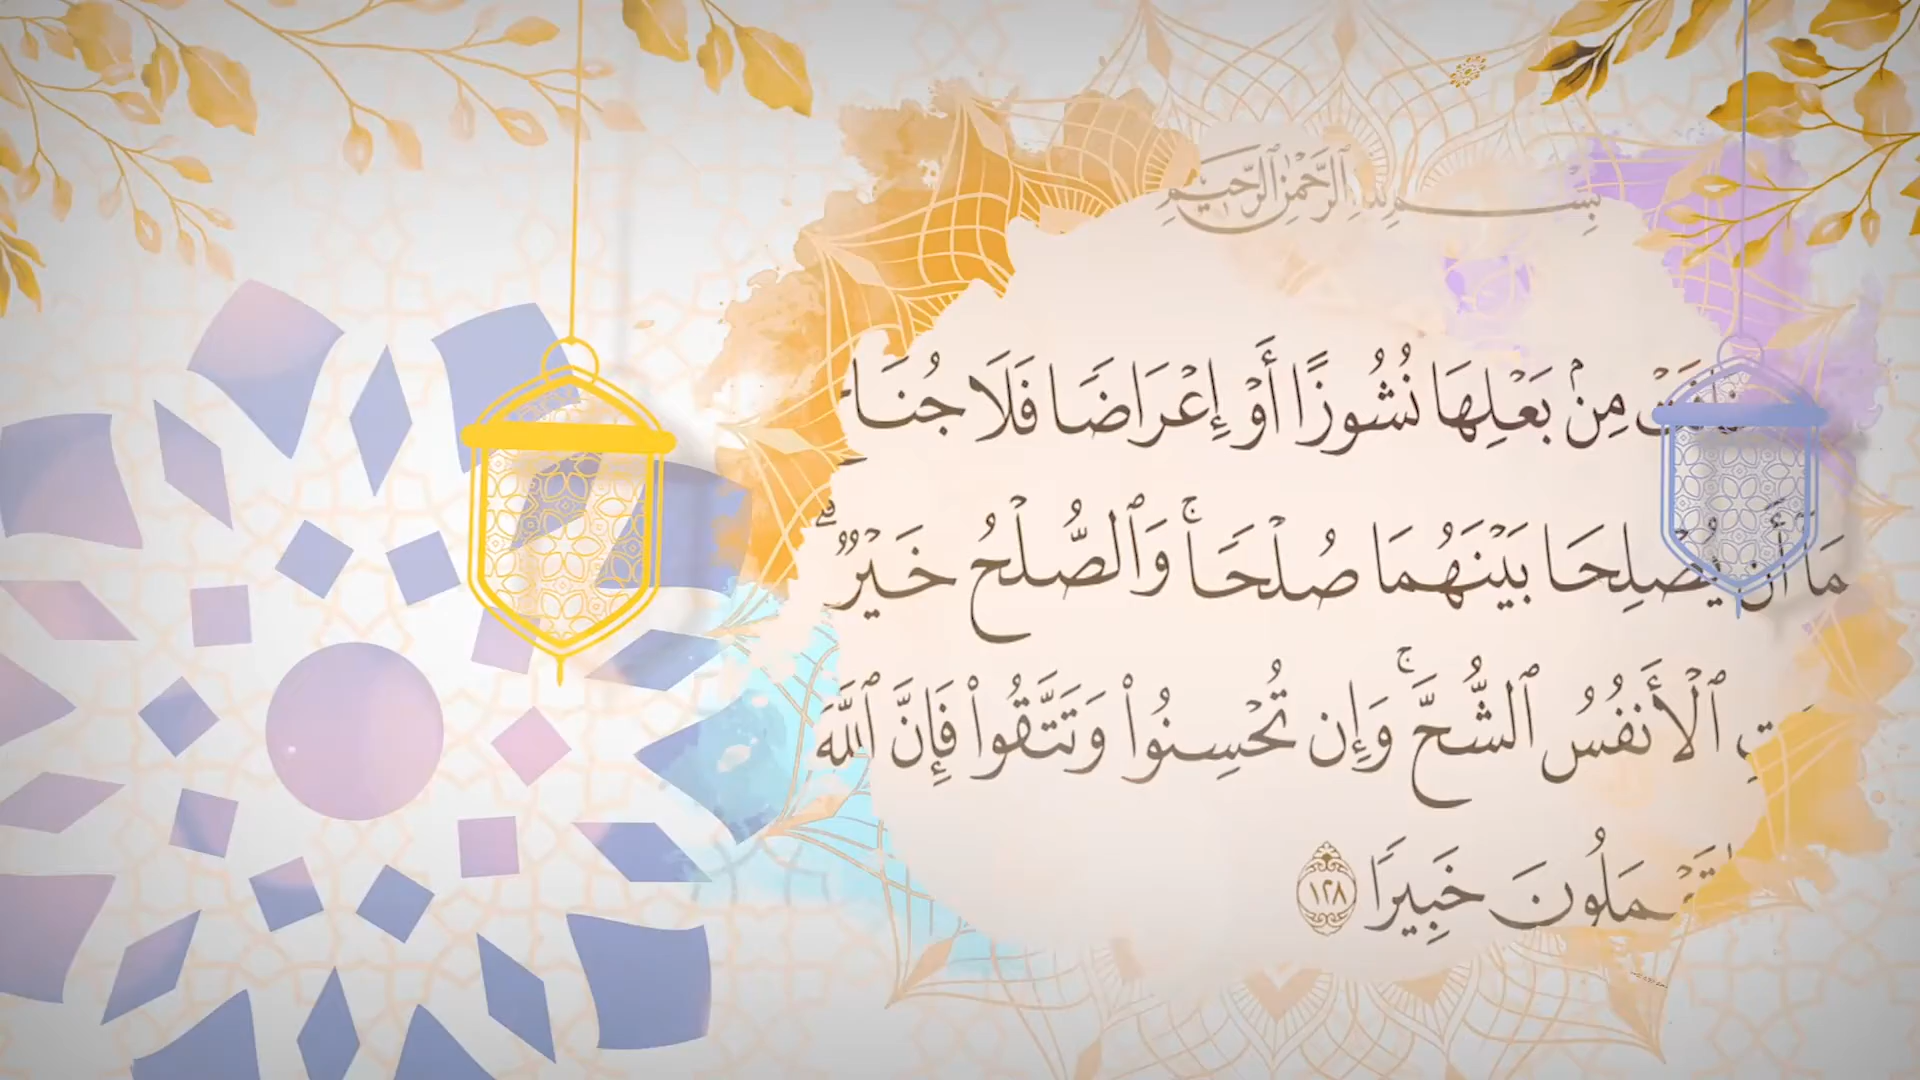 بِسْمِ ٱللَّهِ ٱلرَّحْمَٰنِ ٱلرَّحِيمِ
مِنۢ بَعْلِهَا نُشُوزًا أَوْ إِعْرَاضًا فَلَا جُنَا
مَآ أَن يُصْلِحَا بَيْنَهُمَا صُلْحًا ۚ وَٱلصُّلْحُ خَيْرٌ ۗ
تِ ٱلْأَنفُسُ ٱلشُّحَّ ۚ وَإِن تُحْسِنُوا۟ وَتَتَّقُوا۟ فَإِنَّ ٱللَّهَ
تَعْمَلُونَ خَبِيرًا ١٢٨